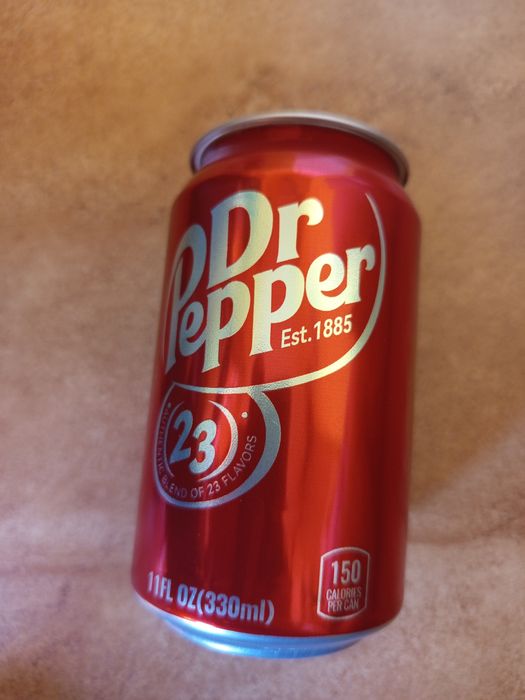 Dr
Pepper
Est.1885
23
AUTHENTIC BLEND OF 23 FLAVORS
11FL OZ(330ml)
150
CALORIES
PER CAN